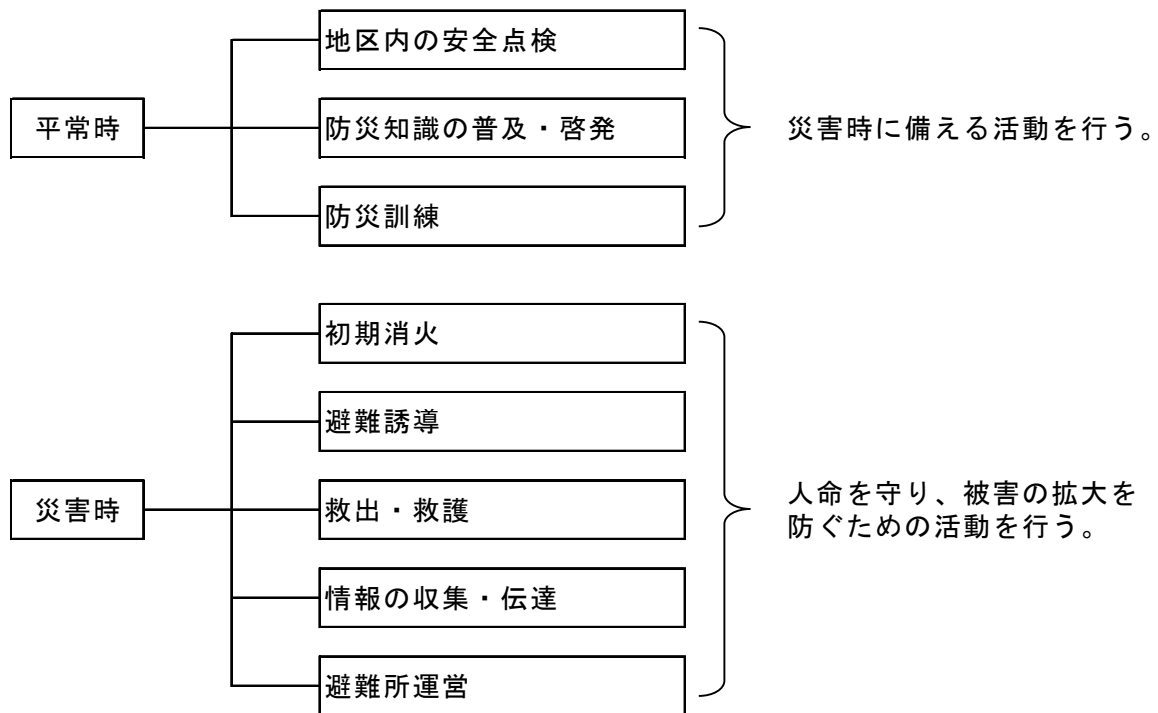 地区内の安全点検
平常時
防災知識の普及・啓発
災害時に備える活動を行う。
防災訓練
初期消火
避難誘導
災害時
救出・救護
人命を守り、被害の拡大を
防ぐための活動を行う。
情報の収集・伝達
避難所運営